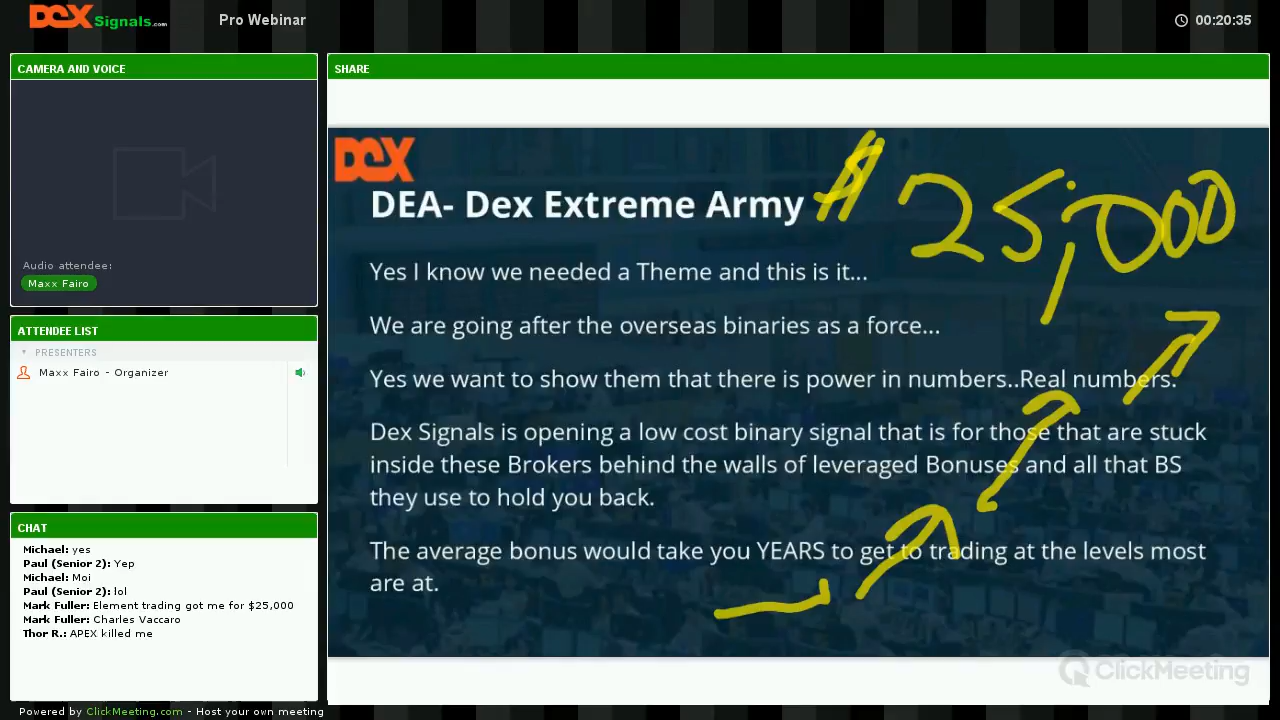 DEX Signals.com
Pro Webinar
00:20:35
CAMERA AND VOICE
Audio attendee:
Maxx Fairo
ATTENDEE LIST
PRESENTERS
Maxx Fairo - Organizer
CHAT
Michael: yes
Paul (Senior 2): Yep
Michael: Moi
Paul (Senior 2): lol
Mark Fuller: Element trading got me for $25,000
Mark Fuller: Charles Vaccaro
Thor R.: APEX killed me
Powered by ClickMeeting.com - Host your own meeting
SHARE
DEX
DEA- Dex Extreme Army
$ 25,000
Yes I know we needed a Theme and this is it...
We are going after the overseas binaries as a force...
Yes we want to show them that there is power in numbers..Real numbers.
Dex Signals is opening a low cost binary signal that is for those that are stuck
inside these Brokers behind the walls of leveraged Bonuses and all that BS
they use to hold you back.
The average bonus would take you YEARS to get to trading at the levels most
are at.
ClickMeeting